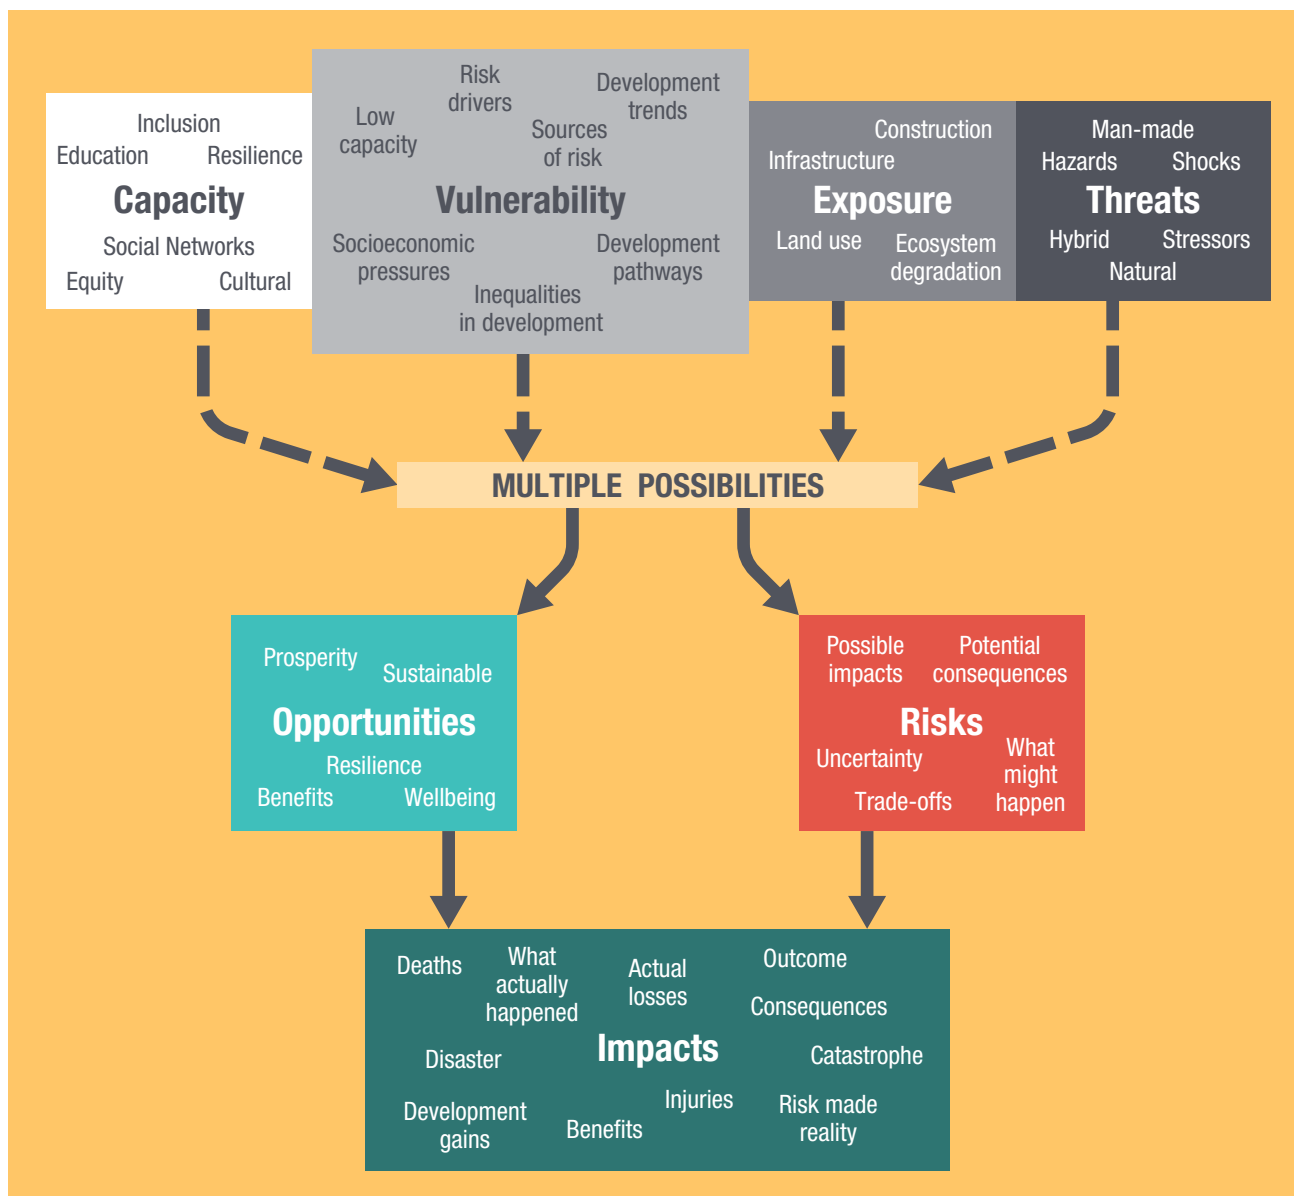 Inclusion
Education
Resilience
Capacity
Social Networks
Equity
Cultural
Risk
drivers
Development
trends
Low
capacity
Sources
of risk
Vulnerability
Socioeconomic
pressures
Development
pathways
Inequalities
in development
Construction
Infrastructure
Exposure
Land use
Ecosystem
degradation
Man-made
Hazards
Shocks
Threats
Hybrid
Stressors
Natural
MULTIPLE POSSIBILITIES
Prosperity
Sustainable
Opportunities
Resilience
Benefits
Wellbeing
Possible
impacts
Potential
consequences
Risks
Uncertainty
What
might
happen
Trade-offs
Deaths
What
actually
happened
Actual
losses
Outcome
Consequences
Impacts
Disaster
Catastrophe
Injuries
Development
gains
Benefits
Risk made
reality